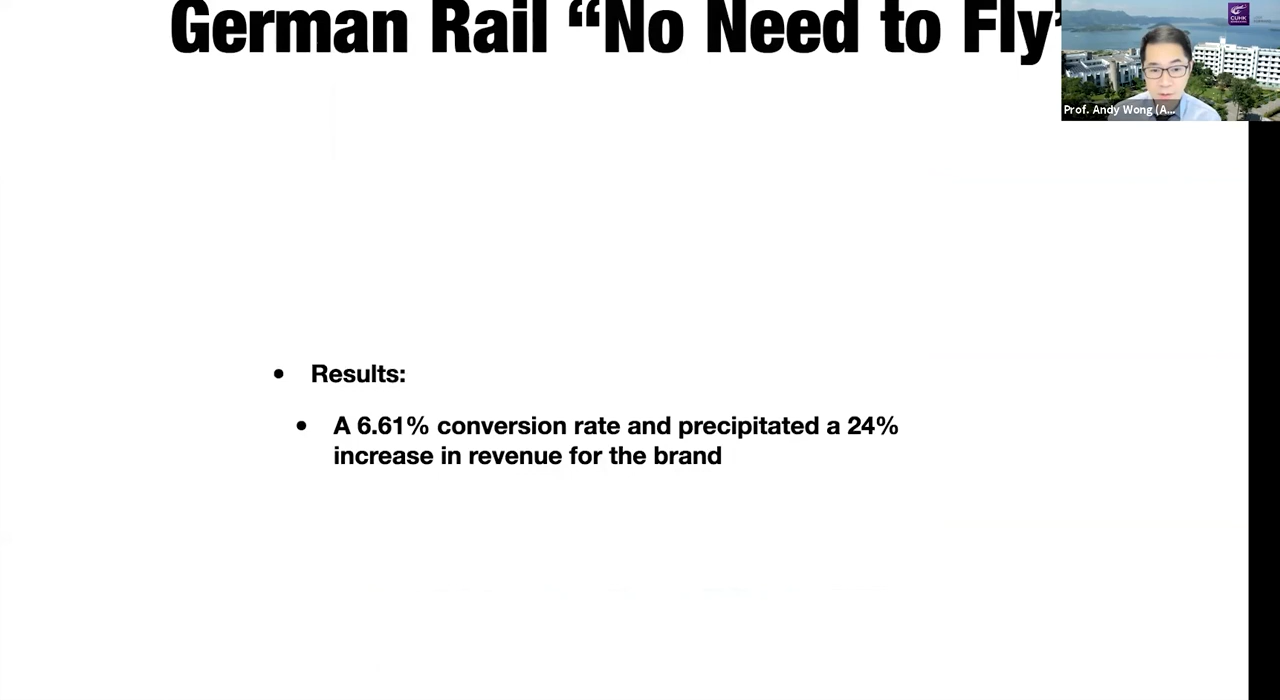 German Rail “No Need to Fly”
CUHK
Prof. Andy Wong (A...
• Results:
• A 6.61% conversion rate and precipitated a 24%
increase in revenue for the brand